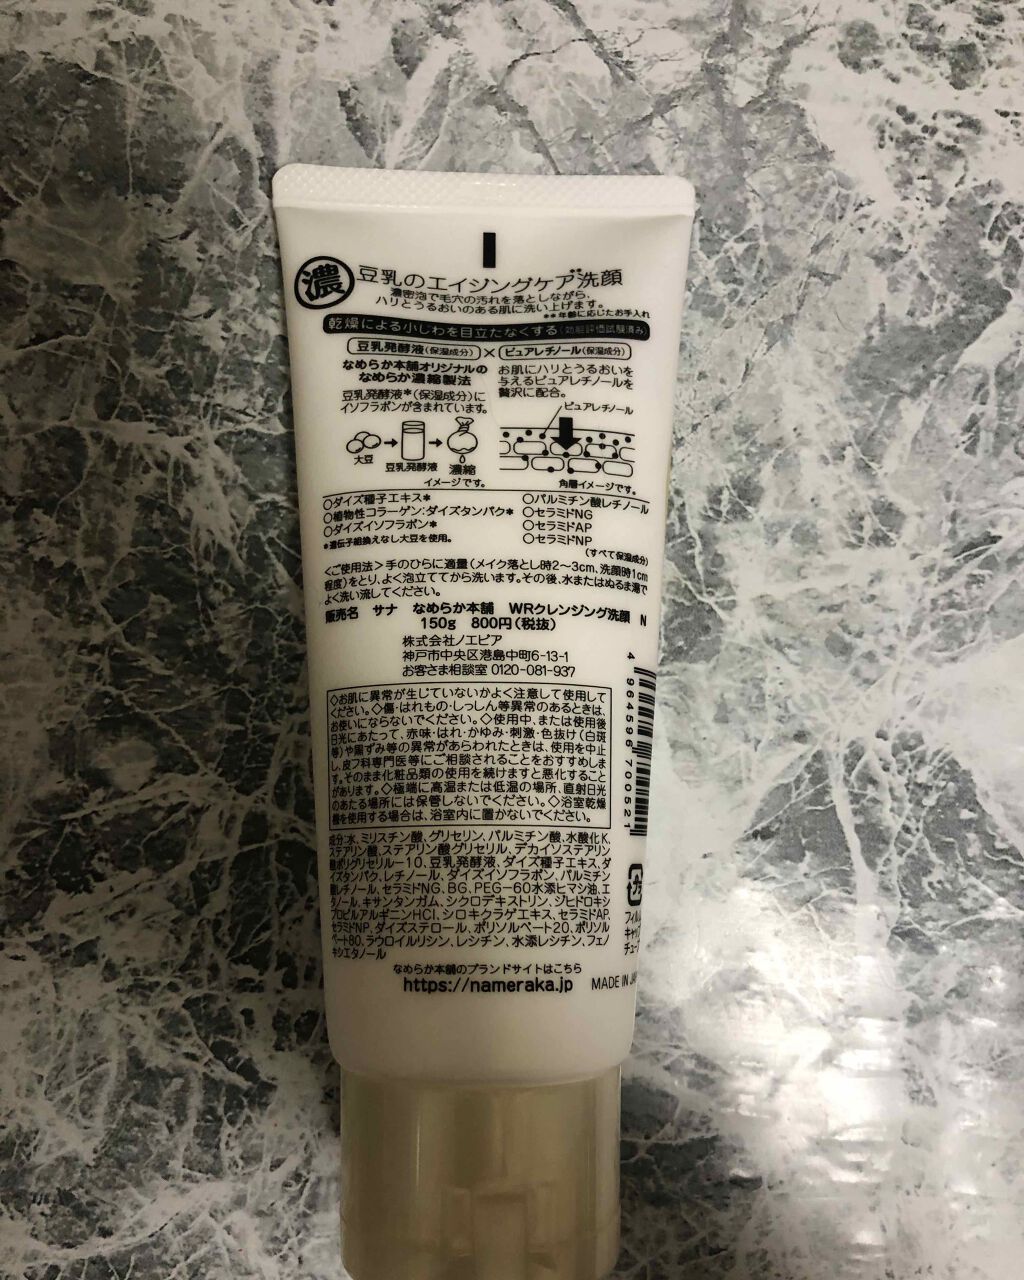 濃 豆乳のエイジングケア**洗顔
濃密泡で毛穴の汚れを落としながら、
ハリとうるおいのある肌に洗い上げます。
**年齢に応じたお手入れ
乾燥による小じわを目立たなくする(効能評価試験済み)
豆乳発酵液(保湿成分)×ピュアレチノール(保湿成分)
なめらか本舗オリジナルの
なめらか濃縮製法
豆乳発酵液*(保湿成分)に
イソフラボンが含まれています。
大豆
豆乳発酵液
濃縮
イメージです。
お肌にハリとうるおいを
与えるピュアレチノールを
贅沢に配合。
ピュアレチノール
角層イメージです。
○ダイズ種子エキス*
○植物性コラーゲン:ダイズタンパク*
○ダイズイソフラボン*
*遺伝子組換えなし大豆を使用。
○パルミチン酸レチノール
○セラミドNG
○セラミドAP
○セラミドNP
(すべて保湿成分)
<ご使用法>手のひらに適量(メイク落とし時2〜3cm、洗顔時1cm
程度)をとり、よく泡立ててから洗います。その後、水またはぬるま湯で
よく洗い流してください。
販売名 サナ なめらか本舗 WRクレンジング洗顔 N
150g 800円(税抜)
株式会社ノエビア
神戸市中央区港島中町6-13-1
お客さま相談室 0120-081-937
◇お肌に異常が生じていないかよく注意して使用して
ください。◇傷・はれもの・しっしん等異常のあるときは、
お使いにならないでください。◇使用中、または使用後
日光にあたって、赤味・はれ・かゆみ・刺激・色抜け(白斑
等)や黒ずみ等の異常があらわれたときは、使用を中止
し、皮フ科専門医等にご相談されることをおすすめしま
す。そのまま化粧品類の使用を続けますと悪化すること
があります。◇極端に高温または低温の場所、直射日光
のあたる場所には保管しないでください。◇浴室乾燥
機を使用する場合は、浴室内に置かないでください。
成分:水、ミリスチン酸、グリセリン、パルミチン酸、水酸化K、
ステアリン酸、ステアリン酸グリセリル、デカイソステアリン
酸ポリグリセリル-10、豆乳発酵液、ダイズ種子エキス、ダ
イズタンパク、レチノール、ダイズイソフラボン、パルミチン
酸レチノール、セラミドNG、BG、PEG-60水添ヒマシ油、エ
タノール、キサンタンガム、シクロデキストリン、ジヒドロキシ
プロピルアルギニンHCl、シロキクラゲエキス、セラミドAP、
セラミドNP、ダイズステロール、ポリソルベート20、ポリソル
ベート80、ラウロイルリシン、レシチン、水添レシチン、フェノ
キシエタノール
なめらか本舗のブランドサイトはこちら
https://nameraka.jp
MADE IN
4 964596 700521
プラ